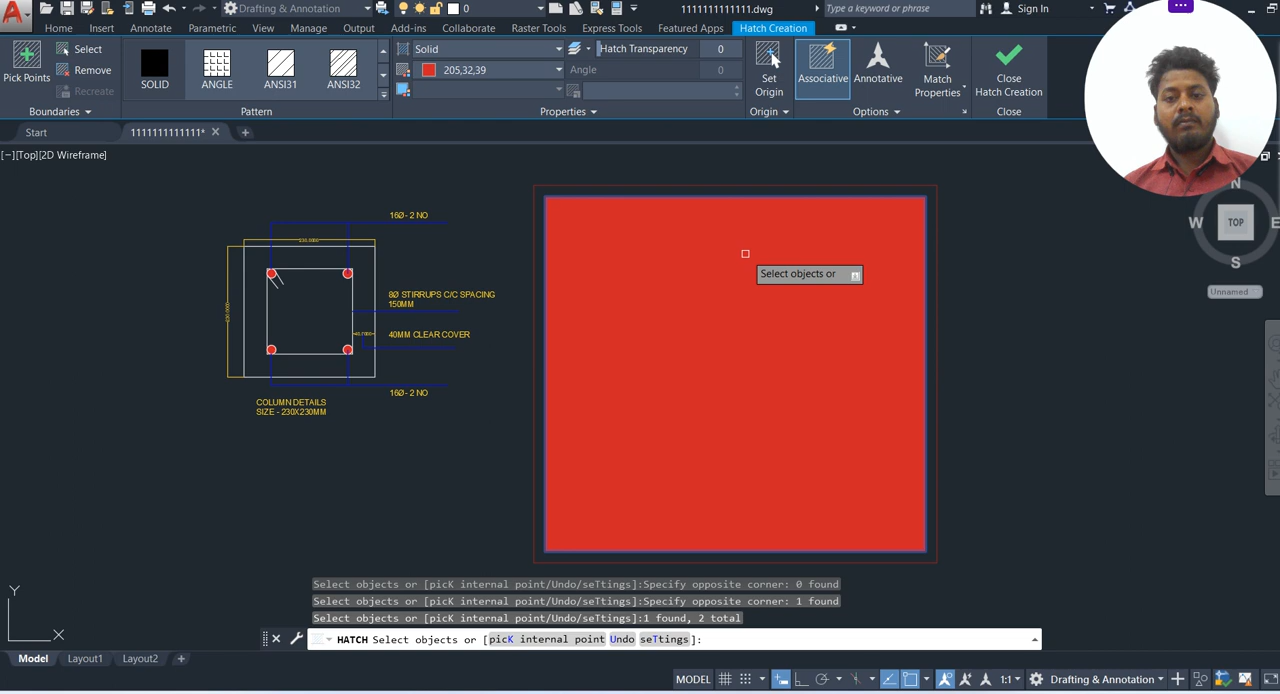 Drafting & Annotation
0
1111111111111.dwg
Type a keyword or phrase
Sign In
Home
Insert
Annotate
Parametric
View
Manage
Output
Add-ins
Collaborate
Raster Tools
Express Tools
Featured Apps
Hatch Creation
Pick Points
Select
Remove
Recreate
Boundaries
SOLID
ANGLE
ANSI31
ANSI32
Pattern
Solid
205,32,39
Hatch Transparency
0
Angle
0
Properties
Set
Origin
Origin
Associative
Annotative
Match
Properties
Options
Close
Hatch Creation
Close
Start
1111111111111*
[−][Top][2D Wireframe]
16Ø - 2 NO
8Ø STIRRUPS C/C SPACING
150MM
40MM CLEAR COVER
16Ø - 2 NO
COLUMN DETAILS
SIZE - 230X230MM
Select objects or
N
W
TOP
E
S
Unnamed
Y
X
Select objects or [picK internal point/Undo/seTtings]:Specify opposite corner: 0 found
Select objects or [picK internal point/Undo/seTtings]:Specify opposite corner: 1 found
Select objects or [picK internal point/Undo/seTtings]:1 found, 2 total
HATCH Select objects or [picK internal point Undo seTtings]:
Model
Layout1
Layout2
MODEL
1:1
Drafting & Annotation